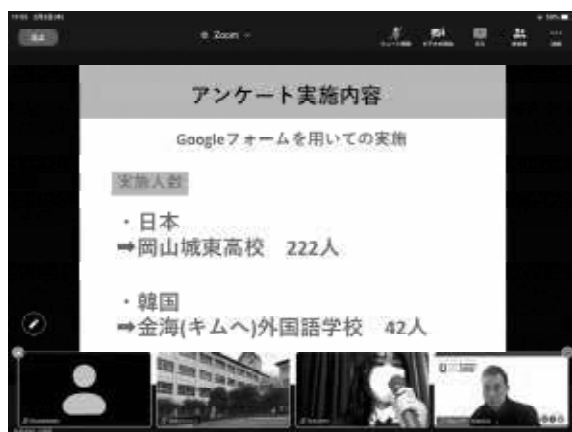 Zoom
アンケート実施内容
Googleフォームを用いての実施
実施人数
・日本
➡岡山城東高校 222人
・韓国
➡金海(キムヘ)外国語学校 42人